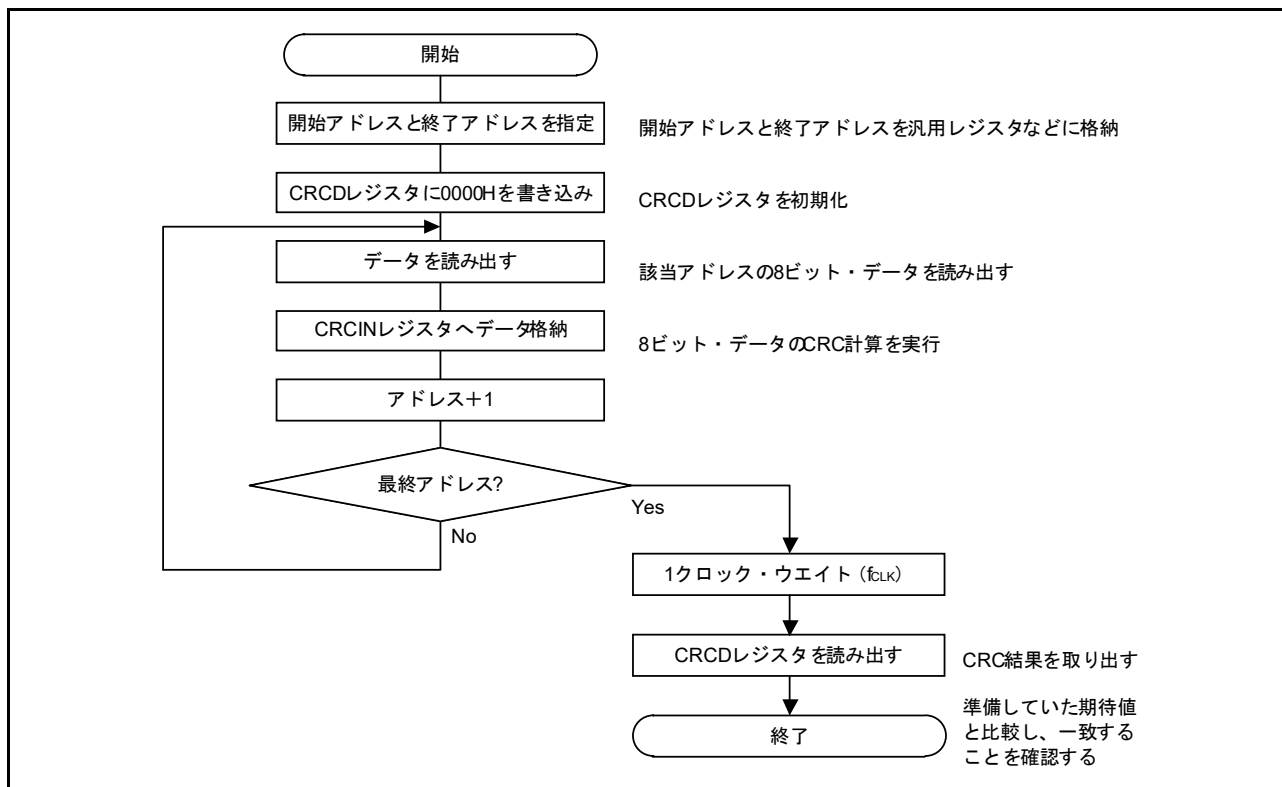 開始
開始アドレスと終了アドレスを指定
開始アドレスと終了アドレスを汎用レジスタなどに格納
CRCDレジスタに0000Hを書き込み
CRCDレジスタを初期化
データを読み出す
該当アドレスの8ビット・データを読み出す
CRCINレジスタへデータ格納
8ビット・データのCRC計算を実行
アドレス+1
最終アドレス?
Yes
No
1クロック・ウエイト (fCLK)
CRCDレジスタを読み出す
CRC結果を取り出す
終了
準備していた期待値
と比較し、一致する
ことを確認する